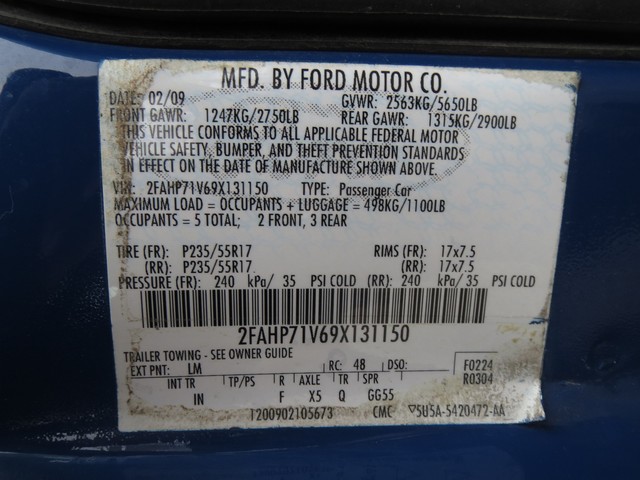 MFD. BY FORD MOTOR CO.
DATE: 02/09 GVWR: 2563KG/5650LB
FRONT GAWR: 1247KG/2750LB REAR GAWR: 1315KG/2900LB
THIS VEHICLE CONFORMS TO ALL APPLICABLE FEDERAL MOTOR
VEHICLE SAFETY, BUMPER, AND THEFT PREVENTION STANDARDS
IN EFFECT ON THE DATE OF MANUFACTURE SHOWN ABOVE.
VIN: 2FAHP71V69X131150 TYPE: Passenger Car
MAXIMUM LOAD = OCCUPANTS + LUGGAGE = 498KG/1100LB
OCCUPANTS = 5 TOTAL; 2 FRONT, 3 REAR
TIRE (FR): P235/55R17 RIMS (FR): 17x7.5
(RR): P235/55R17 (RR): 17x7.5
PRESSURE (FR): 240 kPa/ 35 PSI COLD (RR): 240 kPa/ 35 PSI COLD
2FAHP71V69X131150
TRAILER TOWING - SEE OWNER GUIDE
EXT PNT: LM RC: 48 DSO: F0224
INT TR TP/PS R AXLE TR SPR R0304
IN F X5 Q GG55
1200902105673 CMC 5U5A-5420472-AA